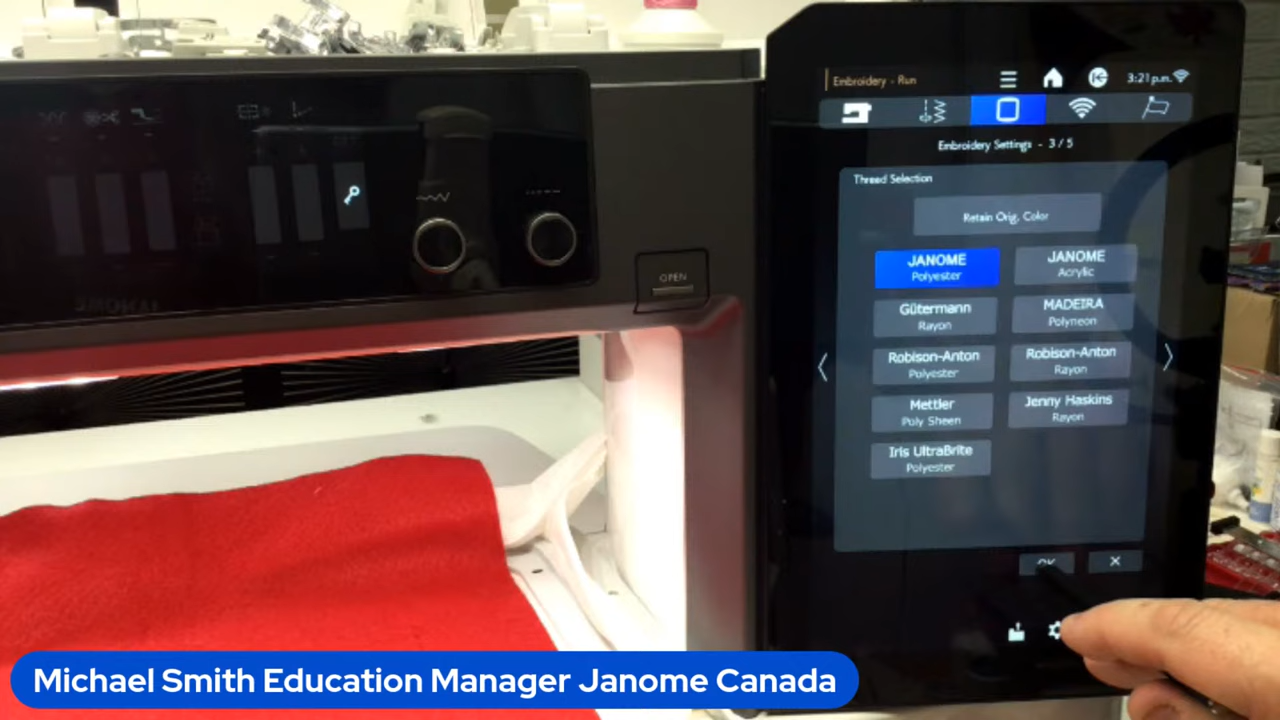 Embroidery - Run
3:21p.m.
Embroidery Settings - 3 / 5
Thread Selection
Retain Orig. Color
JANOME
Polyester
JANOME
Acrylic
Gütermann
Rayon
MADEIRA
Polyneon
Robison-Anton
Polyester
Robison-Anton
Rayon
Mettler
Poly Sheen
Jenny Haskins
Rayon
Iris UltraBrite
Polyester
OK
OPEN
Michael Smith Education Manager Janome Canada